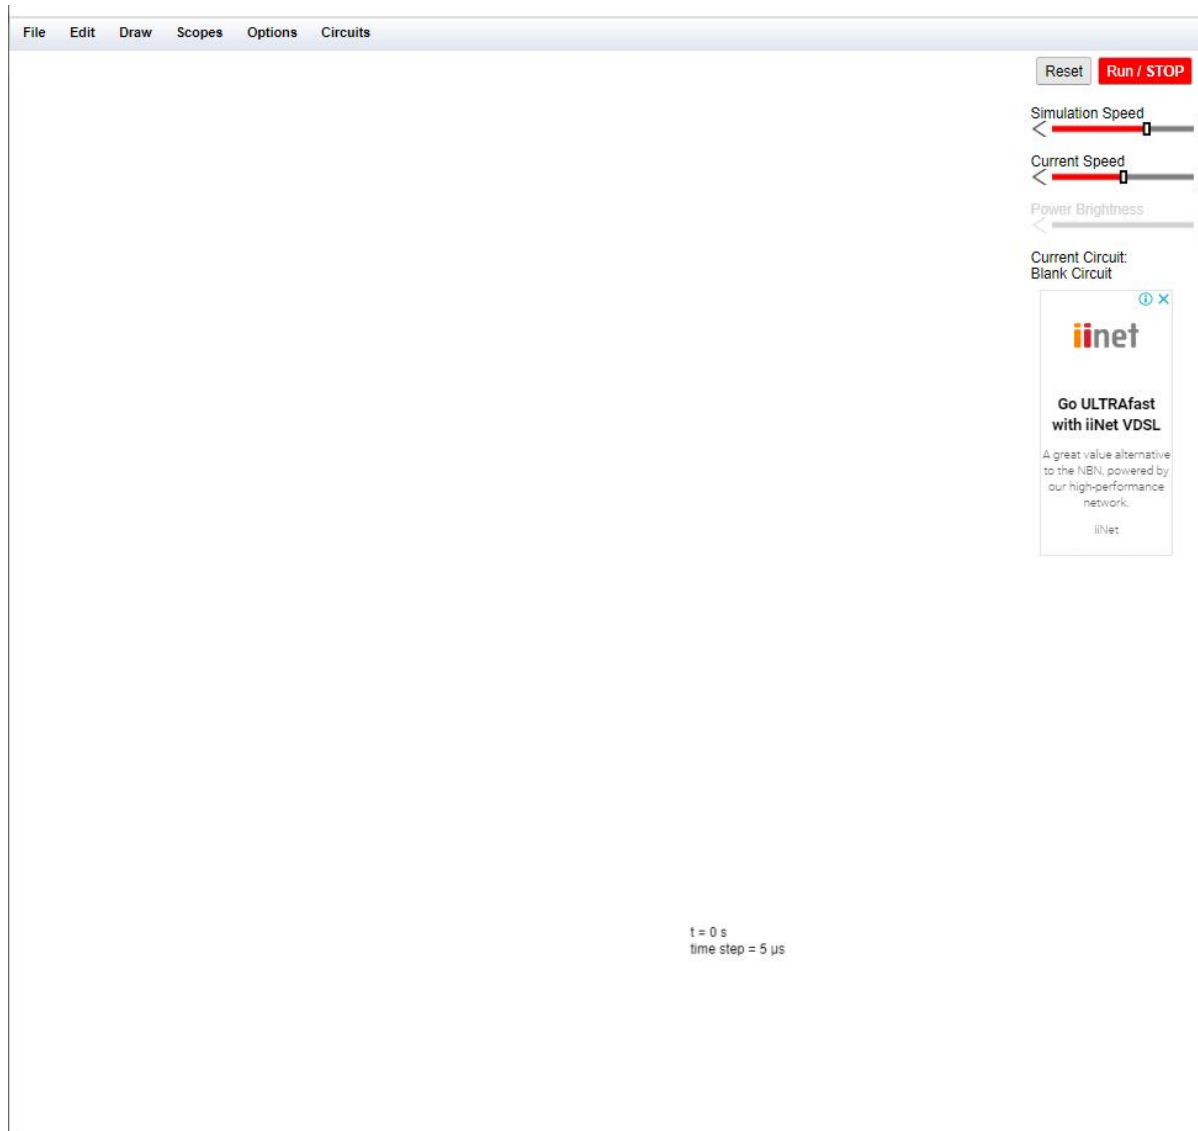 File Edit Draw Scopes Options Circuits
Reset Run / STOP
Simulation Speed
Current Speed
Power Brightness
Current Circuit:
Blank Circuit
iinet
Go ULTRAfast
with iiNet VDSL
A great value alternative
to the NBN, powered by
our high-performance
network.
iiNet
t = 0 s
time step = 5 µs